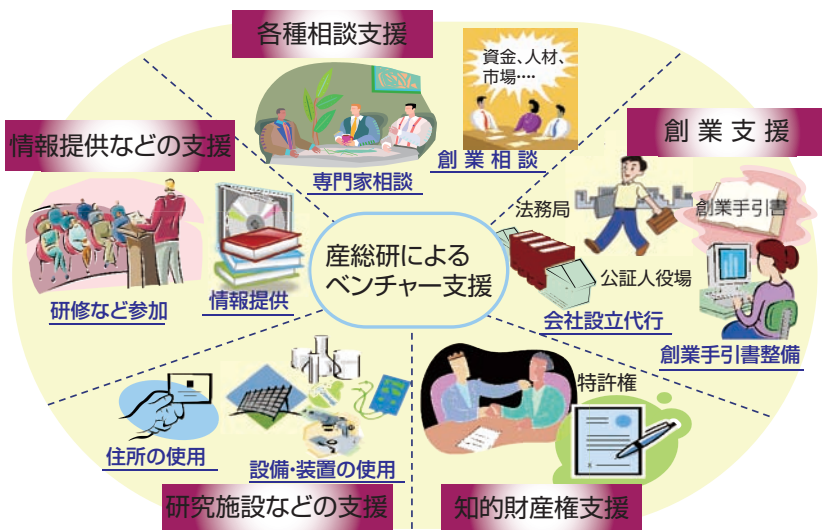 各種相談支援
資金、人材、
市場‥‥
創業相談
専門家相談
情報提供などの支援
研修など参加
情報提供
創業支援
法務局
創業手引書
公証人役場
会社設立代行
創業手引書整備
産総研による
ベンチャー支援
住所の使用
設備・装置の使用
研究施設などの支援
特許権
知的財産権支援